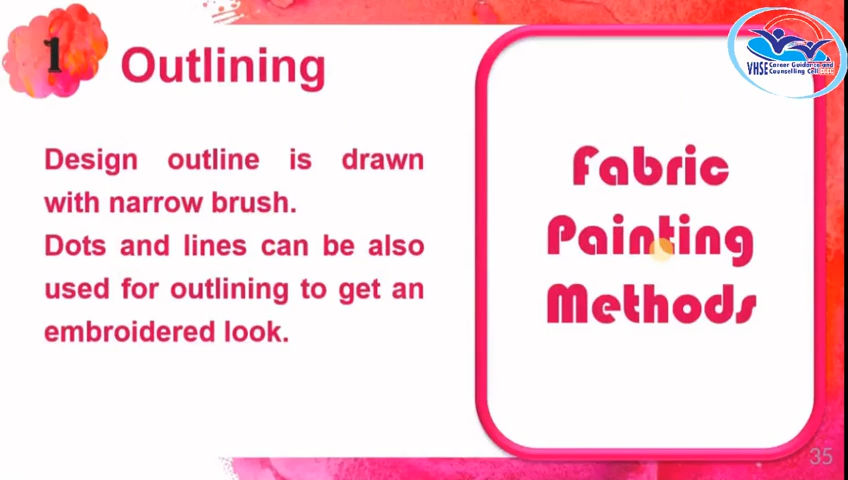 1
Outlining
Design outline is drawn
with narrow brush.
Dots and lines can be also
used for outlining to get an
embroidered look.
Fabric
Painting
Methods
VHSE Career Guidance and
Counselling Cell
35